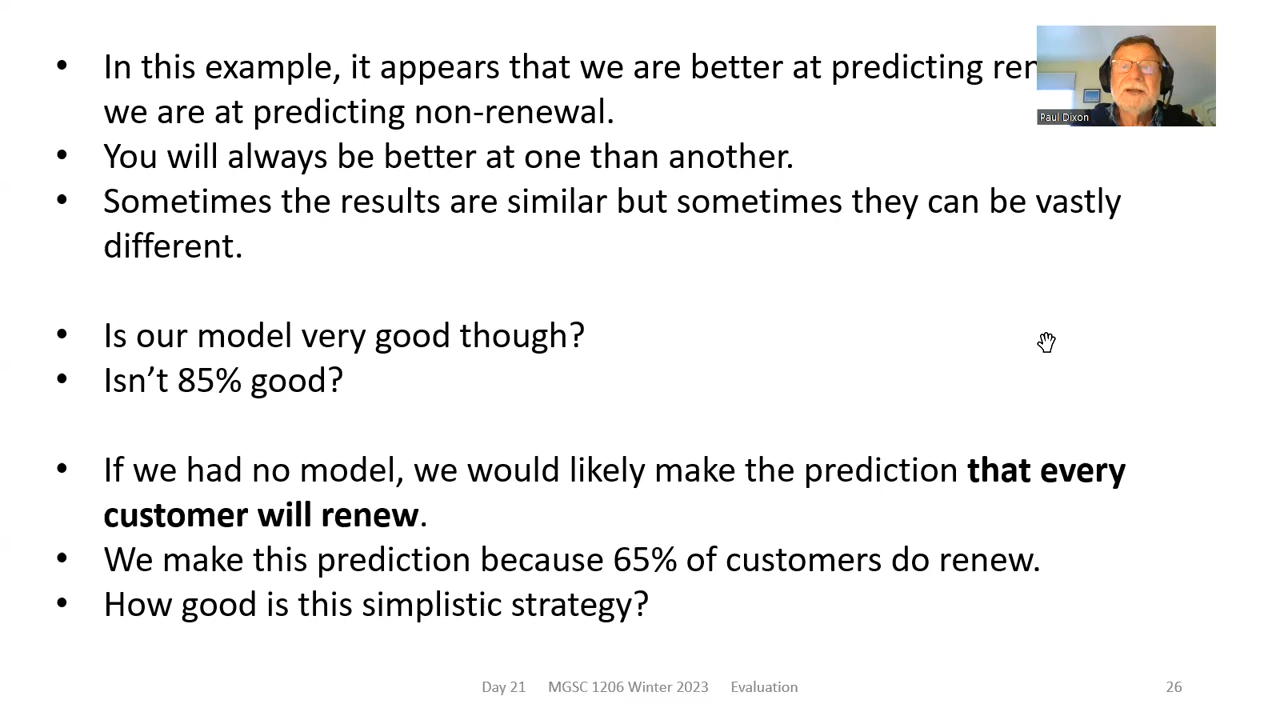 • In this example, it appears that we are better at predicting
we are at predicting non-renewal.
• You will always be better at one than another.
• Sometimes the results are similar but sometimes they can be vastly
different.
• Is our model very good though?
• Isn’t 85% good?
• If we had no model, we would likely make the prediction that every
customer will renew.
• We make this prediction because 65% of customers do renew.
• How good is this simplistic strategy?
Paul Dixon
Day 21 MGSC 1206 Winter 2023 Evaluation
26